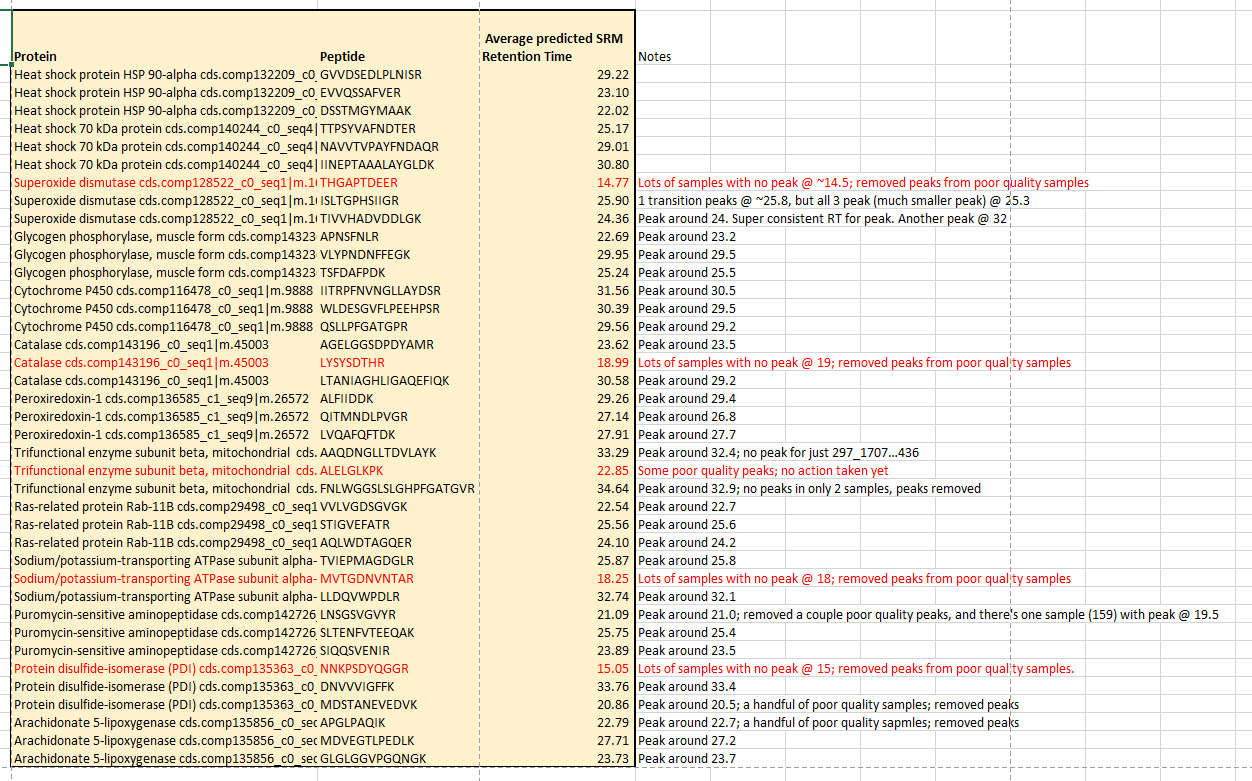 Average predicted SRM
Protein Peptide Retention Time Notes
Heat shock protein HSP 90-alpha cds.comp132209_c0_ GVVDSEDLPLNISR 29.22
Heat shock protein HSP 90-alpha cds.comp132209_c0_ EVVQSSAFVER 23.10
Heat shock protein HSP 90-alpha cds.comp132209_c0_ DSSTMGYMAAK 22.02
Heat shock 70 kDa protein cds.comp140244_c0_seq4| TTPSYVAFNDTER 25.17
Heat shock 70 kDa protein cds.comp140244_c0_seq4| NAVVTVPAYFNDAQR 29.01
Heat shock 70 kDa protein cds.comp140244_c0_seq4| IINEPTAAALAYGLDK 30.80
Superoxide dismutase cds.comp128522_c0_seq1|m.1 THGAPTDEER 14.77 Lots of samples with no peak @ ~14.5; removed peaks from poor quality samples
Superoxide dismutase cds.comp128522_c0_seq1|m.1 ISLTGPHSIIGR 25.90 1 transition peaks @ ~25.8, but all 3 peak (much smaller peak) @ 25.3
Superoxide dismutase cds.comp128522_c0_seq1|m.1 TIVVHADVDDLGK 24.36 Peak around 24. Super consistent RT for peak. Another peak @ 32
Glycogen phosphorylase, muscle form cds.comp14323 APNSFNLR 22.69 Peak around 23.2
Glycogen phosphorylase, muscle form cds.comp14323 VLYPNDNFFEGK 29.95 Peak around 29.5
Glycogen phosphorylase, muscle form cds.comp14323 TSFDAFPDK 25.24 Peak around 25.5
Cytochrome P450 cds.comp116478_c0_seq1|m.9888 IITRPFNVNGLLAYDSR 31.56 Peak around 30.5
Cytochrome P450 cds.comp116478_c0_seq1|m.9888 WLDESGVFLPEEHPSR 30.39 Peak around 29.5
Cytochrome P450 cds.comp116478_c0_seq1|m.9888 QSLLPFGATGPR 29.56 Peak around 29.2
Catalase cds.comp143196_c0_seq1|m.45003 AGELGGSDPDYAMR 23.62 Peak around 23.5
Catalase cds.comp143196_c0_seq1|m.45003 LYSYSDTHR 18.99 Lots of samples with no peak @ 19; removed peaks from poor quality samples
Catalase cds.comp143196_c0_seq1|m.45003 LTANIAGHLIGAQEFIQK 30.58 Peak around 29.2
Peroxiredoxin-1 cds.comp136585_c1_seq9|m.26572 ALFIIDDK 29.26 Peak around 29.4
Peroxiredoxin-1 cds.comp136585_c1_seq9|m.26572 QITMNDLPVGR 27.14 Peak around 26.8
Peroxiredoxin-1 cds.comp136585_c1_seq9|m.26572 LVQAFQFTDK 27.91 Peak around 27.7
Trifunctional enzyme subunit beta, mitochondrial cds. AAQDNGLLTDVLAYK 33.29 Peak around 32.4; no peak for just 297_1707...436
Trifunctional enzyme subunit beta, mitochondrial cds. ALELGLKPK 22.85 Some poor quality peaks; no action taken yet
Trifunctional enzyme subunit beta, mitochondrial cds. FNLWGGSLSLGHPFGATGVR 34.64 Peak around 32.9; no peaks in only 2 samples, peaks removed
Ras-related protein Rab-11B cds.comp29498_c0_seq1 VVLVGDSGVGK 22.54 Peak around 22.7
Ras-related protein Rab-11B cds.comp29498_c0_seq1 STIGVEFATR 25.56 Peak around 25.6
Ras-related protein Rab-11B cds.comp29498_c0_seq1 AQLWDTAGQER 24.10 Peak around 24.2
Sodium/potassium-transporting ATPase subunit alpha- TVIEPMAGDGLR 25.87 Peak around 25.8
Sodium/potassium-transporting ATPase subunit alpha- MVTGDNVNTAR 18.25 Lots of samples with no peak @ 18; removed peaks from poor quality samples
Sodium/potassium-transporting ATPase subunit alpha- LLDQVWPDLR 32.74 Peak around 32.1
Puromycin-sensitive aminopeptidase cds.comp142726_ LNSGSVGVYR 21.09 Peak around 21.0; removed a couple poor quality peaks, and there's one sample (159) with peak @ 19.5
Puromycin-sensitive aminopeptidase cds.comp142726_ SLTENFVTEEQAK 25.75 Peak around 25.4
Puromycin-sensitive aminopeptidase cds.comp142726_ SIQQSVENIR 23.89 Peak around 23.5
Protein disulfide-isomerase (PDI) cds.comp135363_c0_ NNKPSDYQGGR 15.05 Lots of samples with no peak @ 15; removed peaks from poor quality samples.
Protein disulfide-isomerase (PDI) cds.comp135363_c0_ DNVVVIGFFK 33.76 Peak around 33.4
Protein disulfide-isomerase (PDI) cds.comp135363_c0_ MDSTANEVEDVK 20.86 Peak around 20.5; a handful of poor quality samples; removed peaks
Arachidonate 5-lipoxygenase cds.comp135856_c0_sec APGLPAQIK 22.79 Peak around 22.7; a handful of poor quality sapmles; removed peaks
Arachidonate 5-lipoxygenase cds.comp135856_c0_sec MDVEGTLPEDLK 27.71 Peak around 27.2
Arachidonate 5-lipoxygenase cds.comp135856_c0_sec GLGLGGVPGQNGK 23.73 Peak around 23.7